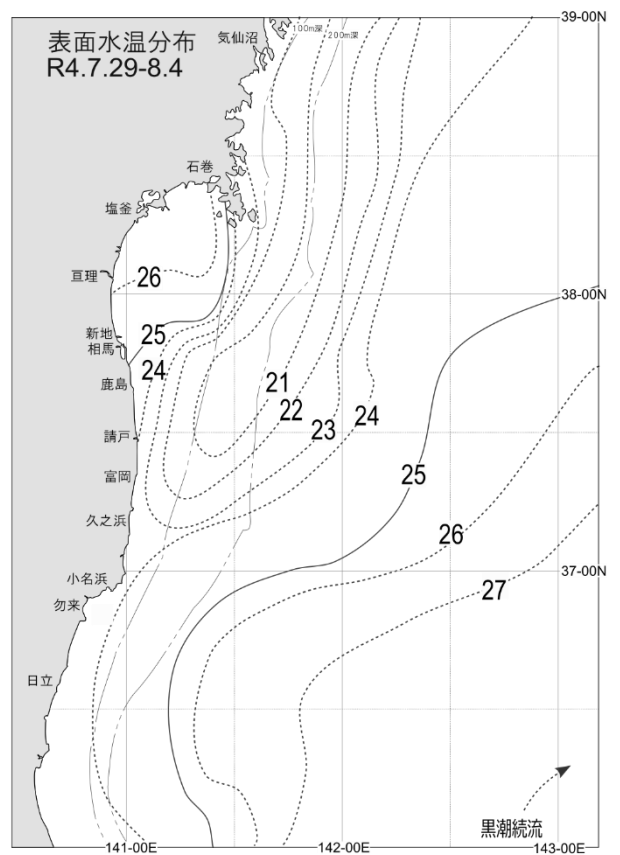 表面水温分布
R4.7.29-8.4
気仙沼
100m深
200m深
39-00N
石巻
塩釜
亘理
26
38-00N
新地
相馬
25
24
鹿島
21
22
23
24
請戸
富岡
25
久之浜
26
小名浜
37-00N
27
勿来
日立
黒潮続流
141-00E
142-00E
143-00E